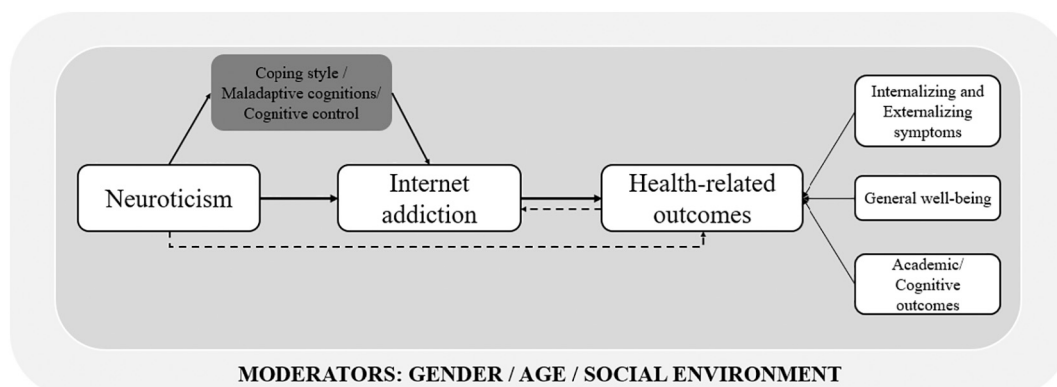 Coping style /
Maladaptive cognitions/
Cognitive control
Neuroticism
Internet
addiction
Health-related
outcomes
Internalizing and
Externalizing
symptoms
General well-being
Academic/
Cognitive
outcomes
MODERATORS: GENDER / AGE / SOCIAL ENVIRONMENT